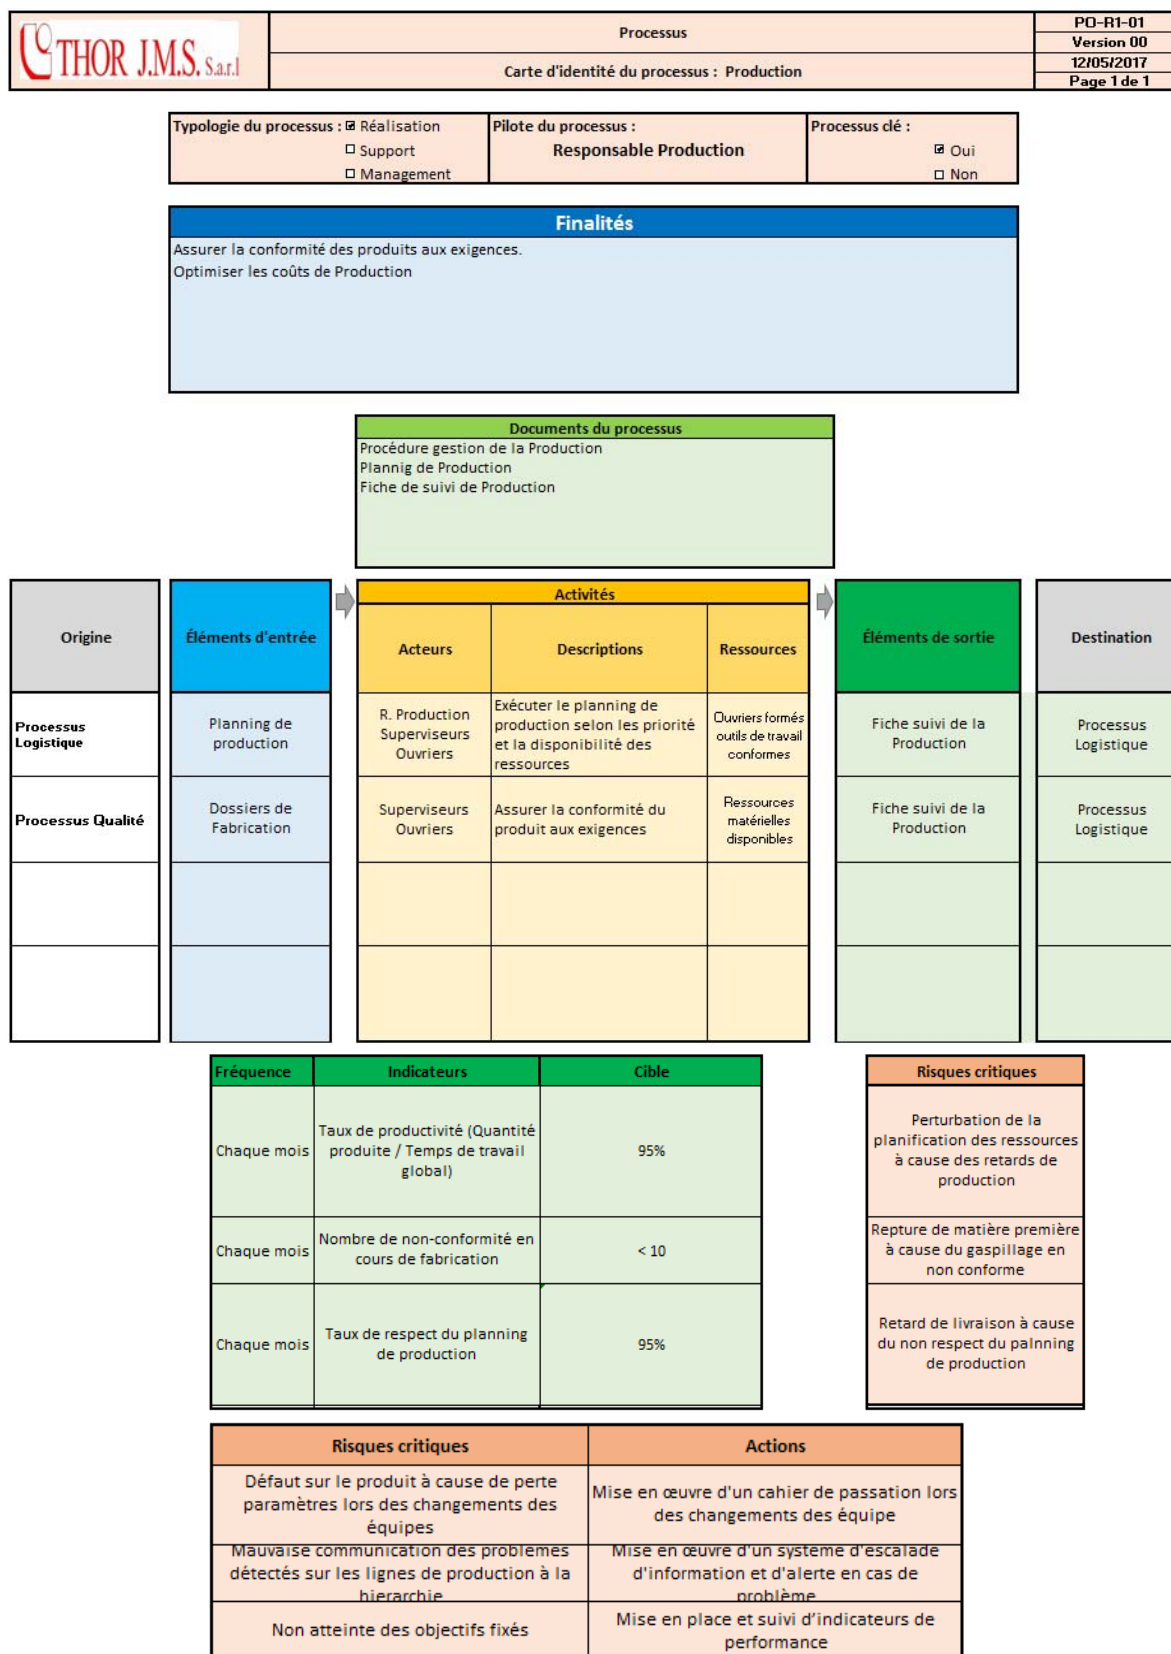 THOR J.M.S. S.a.r.l
Processus
Carte d'identité du processus : Production
PO-R1-01
Version 00
12/05/2017
Page 1 de 1
Typologie du processus : Réalisation
Support
Management
Pilote du processus :
Responsable Production
Processus clé :
Oui
Non
Finalités
Assurer la conformité des produits aux exigences.
Optimiser les coûts de Production
Documents du processus
Procédure gestion de la Production
Plannig de Production
Fiche de suivi de Production
Origine
Éléments d'entrée
Activités
Acteurs
Descriptions
Ressources
Éléments de sortie
Destination
Processus
Logistique
Planning de
production
R. Production
Superviseurs
Ouvriers
Exécuter le planning de
production selon les priorité
et la disponibilité des
ressources
Ouvriers formés
outils de travail
conformes
Fiche suivi de la
Production
Processus
Logistique
Processus Qualité
Dossiers de
Fabrication
Superviseurs
Ouvriers
Assurer la conformité du
produit aux exigences
Ressources
matérielles
disponibles
Fiche suivi de la
Production
Processus
Logistique
Fréquence
Indicateurs
Cible
Chaque mois
Taux de productivité (Quantité
produite / Temps de travail
global)
95%
Chaque mois
Nombre de non-conformité en
cours de fabrication
< 10
Chaque mois
Taux de respect du planning
de production
95%
Risques critiques
Perturbation de la
planification des ressources
à cause des retards de
production
Repture de matière première
à cause du gaspillage en
non conforme
Retard de livraison à cause
du non respect du palnning
de production
Risques critiques
Actions
Défaut sur le produit à cause de perte
paramètres lors des changements des
équipes
Mise en œuvre d'un cahier de passation lors
des changements des équipe
Mauvaise communication des problèmes
détectés sur les lignes de production à la
hierarchie
Mise en œuvre d'un système d'escalade
d'information et d'alerte en cas de
problème
Non atteinte des objectifs fixés
Mise en place et suivi d’indicateurs de
performance